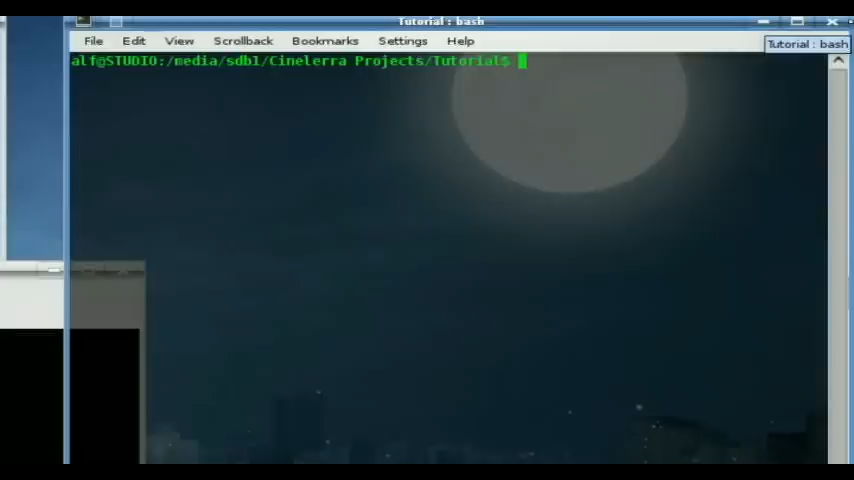 Tutorial : bash
File Edit View Scrollback Bookmarks Settings Help
Tutorial : bash
alf@STUDIO:/media/sdb1/Cinelerra Projects/Tutorial$